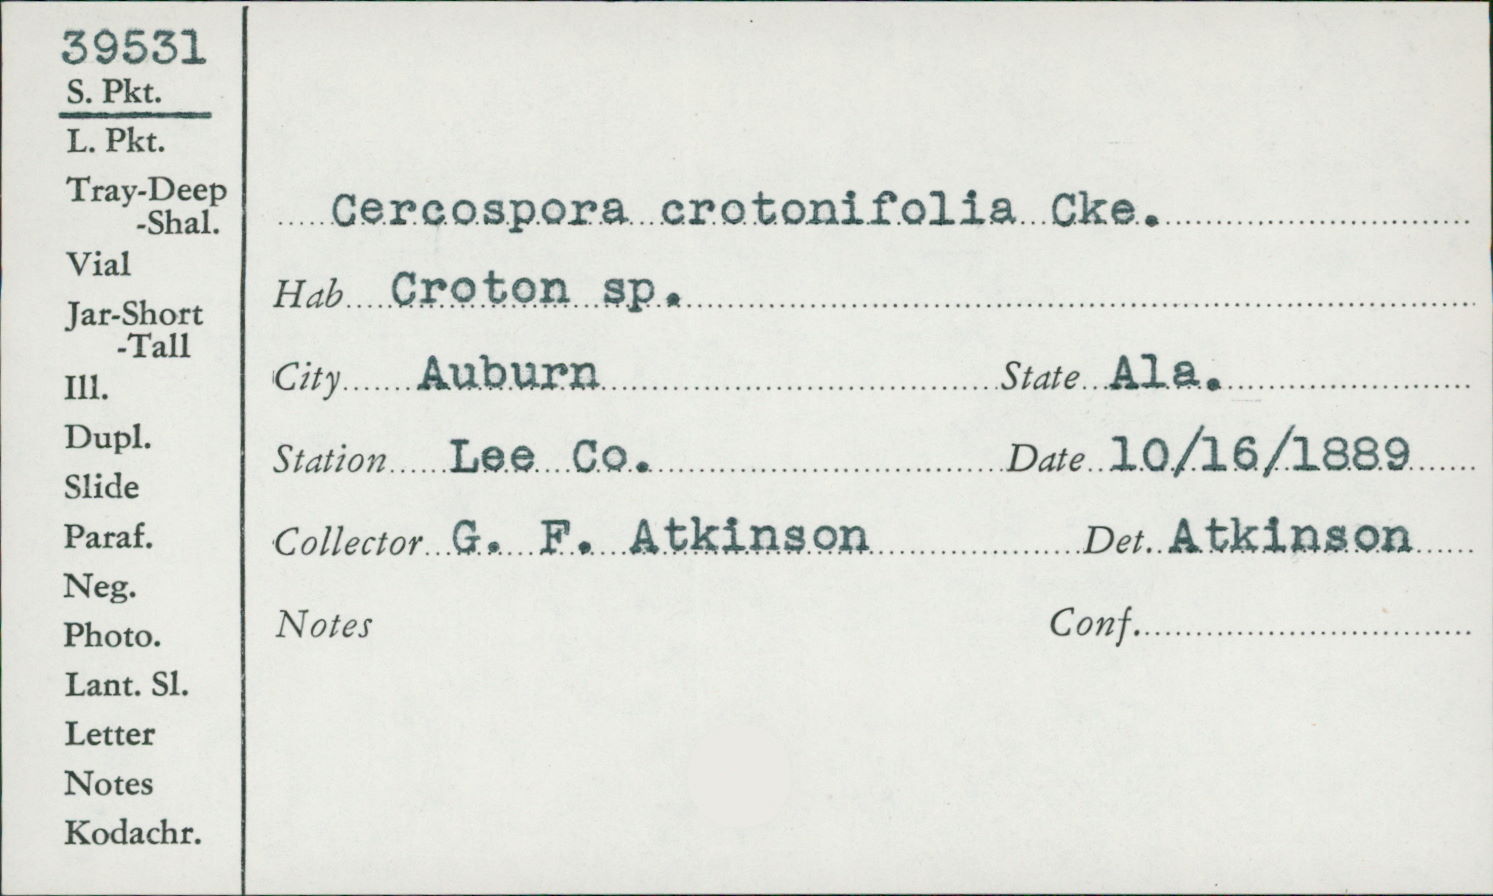 39531
S. Pkt.
L. Pkt.
Tray-Deep
-Shal.
Vial
Jar-Short
-Tall
Ill.
Dupl.
Slide
Paraf.
Neg.
Photo.
Lant. Sl.
Letter
Notes
Kodachr.
Cercospora crotonifolia Cke.
Hab Croton sp.
City Auburn State Ala.
Station Lee Co. Date 10/16/1889
Collector G. F. Atkinson Det. Atkinson
Notes Conf.